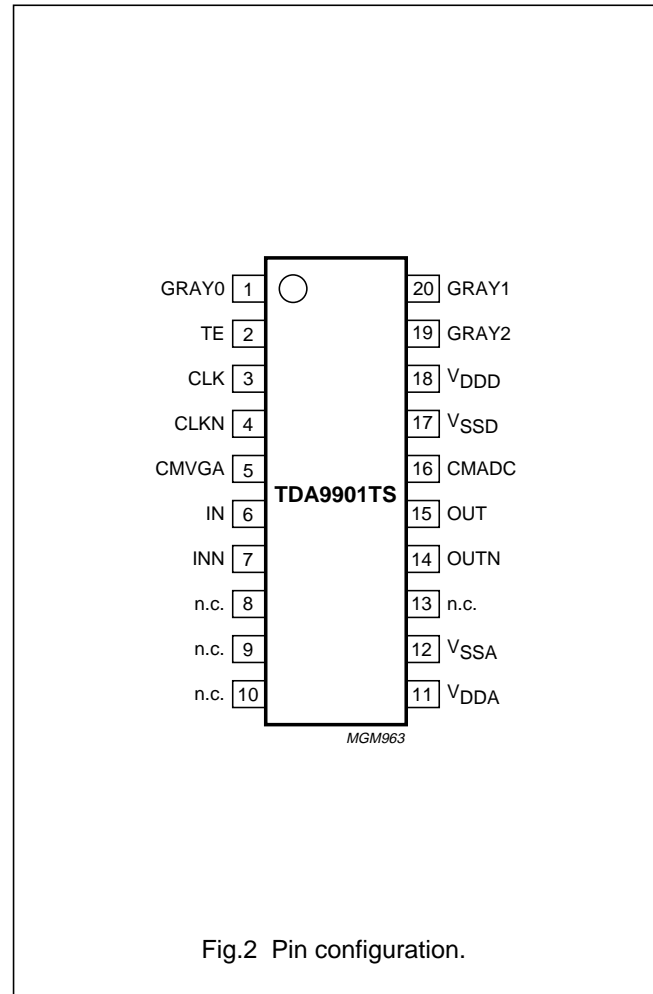 GRAY0 1 20 GRAY1
TE 2 19 GRAY2
CLK 3 18 VDDD
CLKN 4 17 VSSD
CMVGA 5 16 CMADC
TDA9901TS
IN 6 15 OUT
INN 7 14 OUTN
n.c. 8 13 n.c.
n.c. 9 12 VSSA
n.c. 10 11 VDDA
MGM963
Fig.2 Pin configuration.